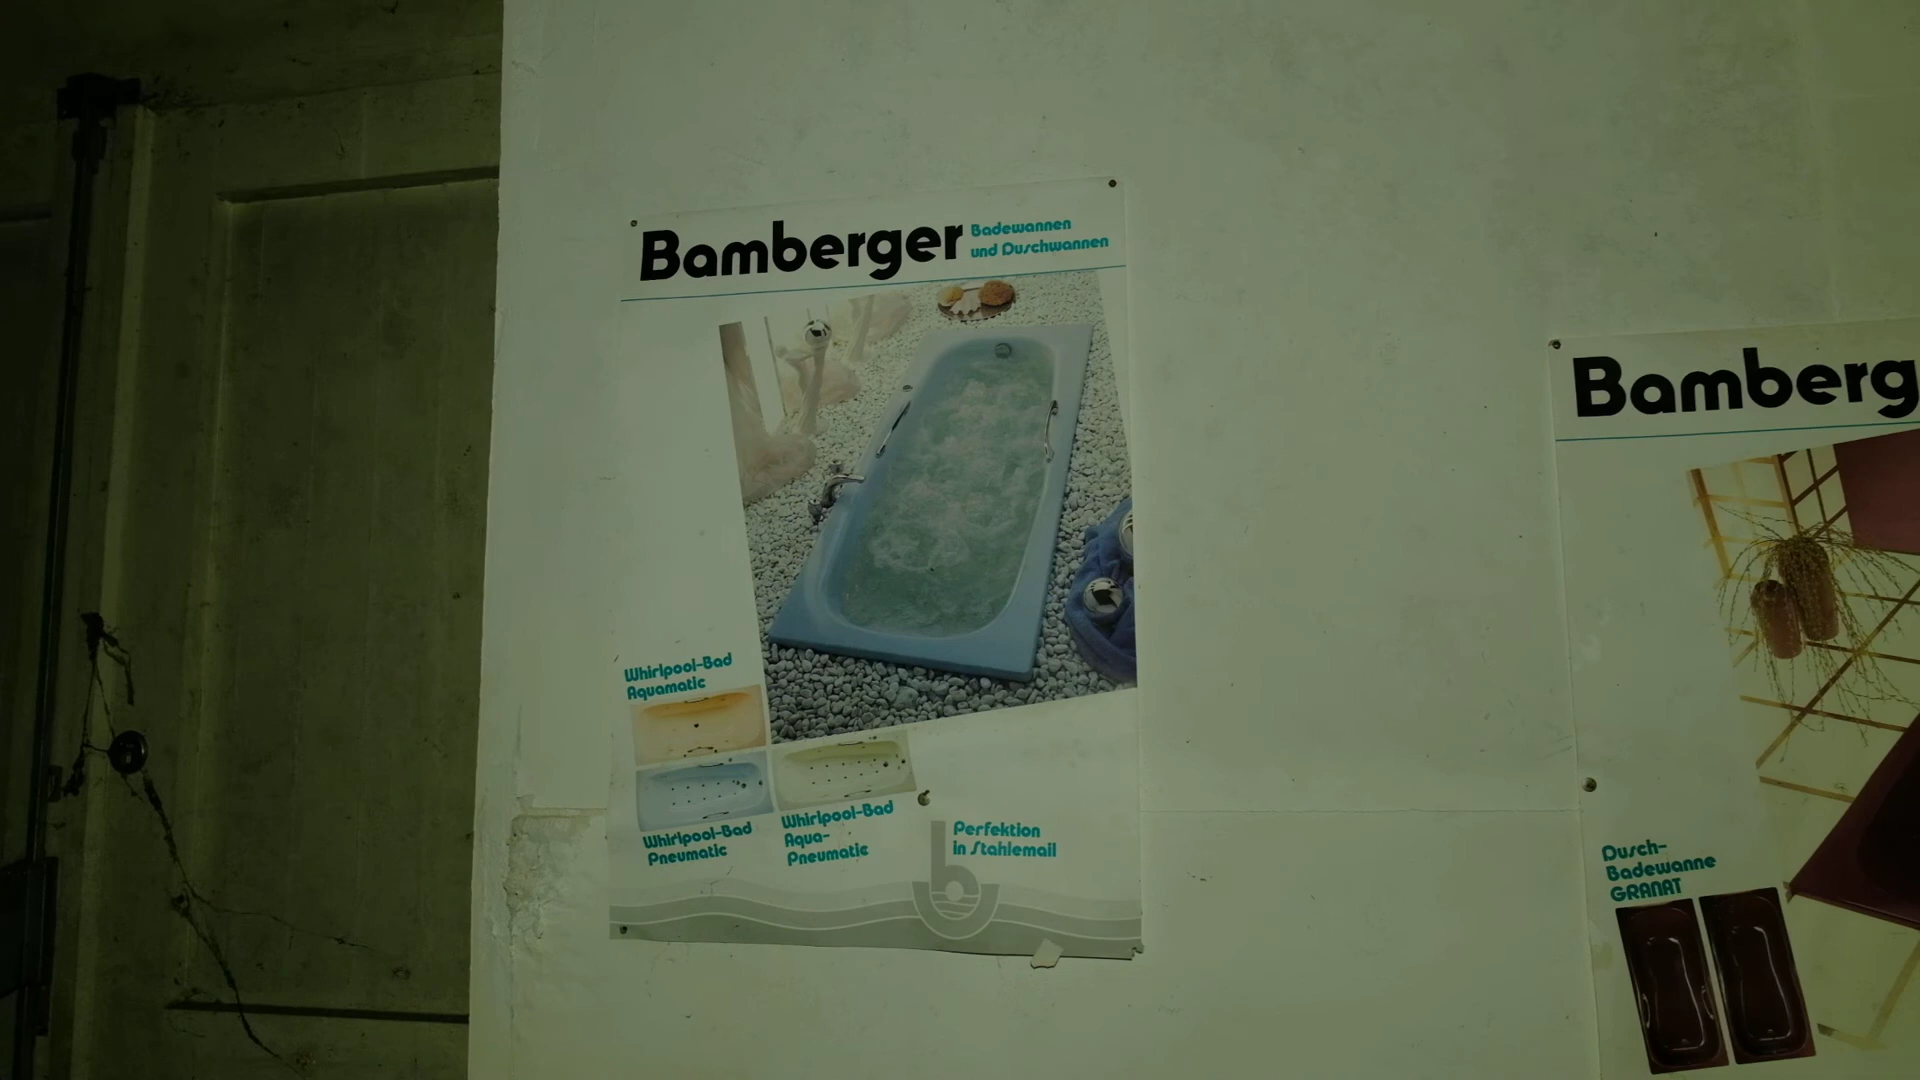 Bamberger
Badewannen
und Duschwannen
Whirlpool-Bad
Aquamatic
Whirlpool-Bad
Pneumatic
Whirlpool-Bad
Aqua-
Pneumatic
Perfektion
in Stahlemail
Bamberg
Dusch-
Badewanne
GRANAT